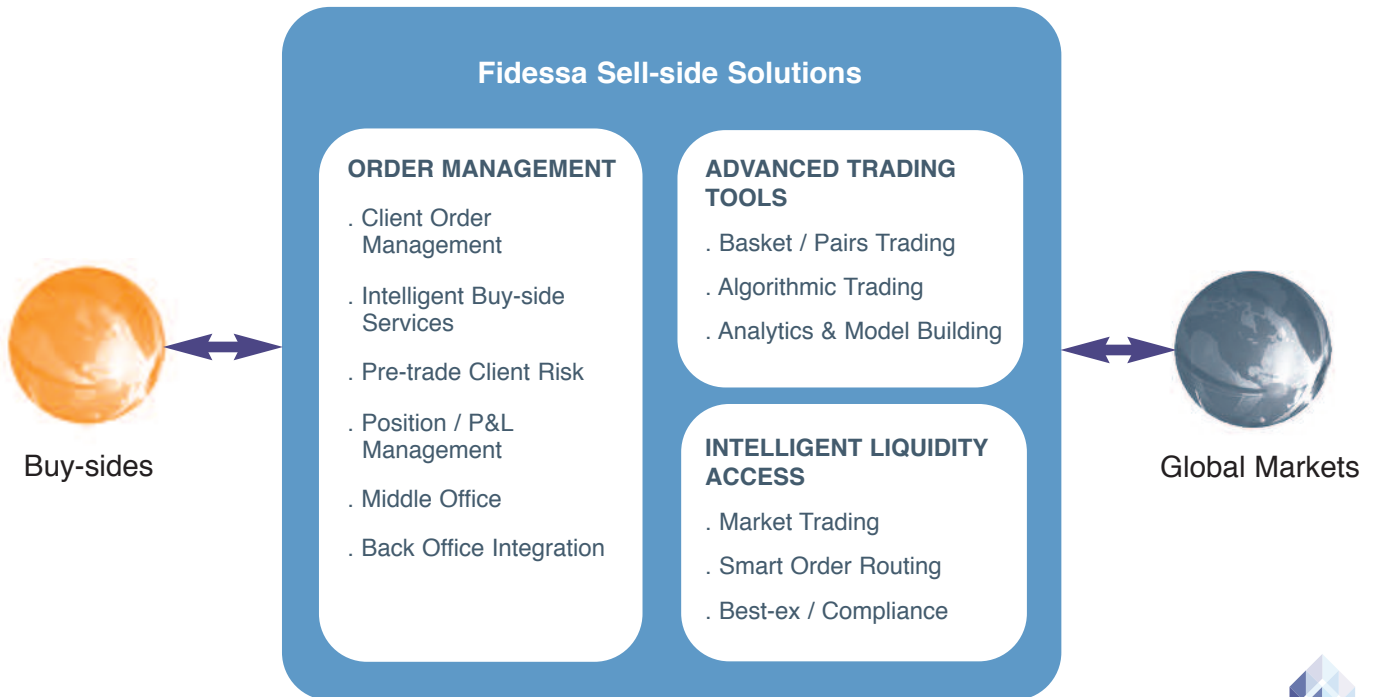 Fidessa Sell-side Solutions
ORDER MANAGEMENT
. Client Order
Management
. Intelligent Buy-side
Services
. Pre-trade Client Risk
. Position / P&L
Management
. Middle Office
. Back Office Integration
ADVANCED TRADING
TOOLS
. Basket / Pairs Trading
. Algorithmic Trading
. Analytics & Model Building
INTELLIGENT LIQUIDITY
ACCESS
. Market Trading
. Smart Order Routing
. Best-ex / Compliance
Buy-sides
Global Markets